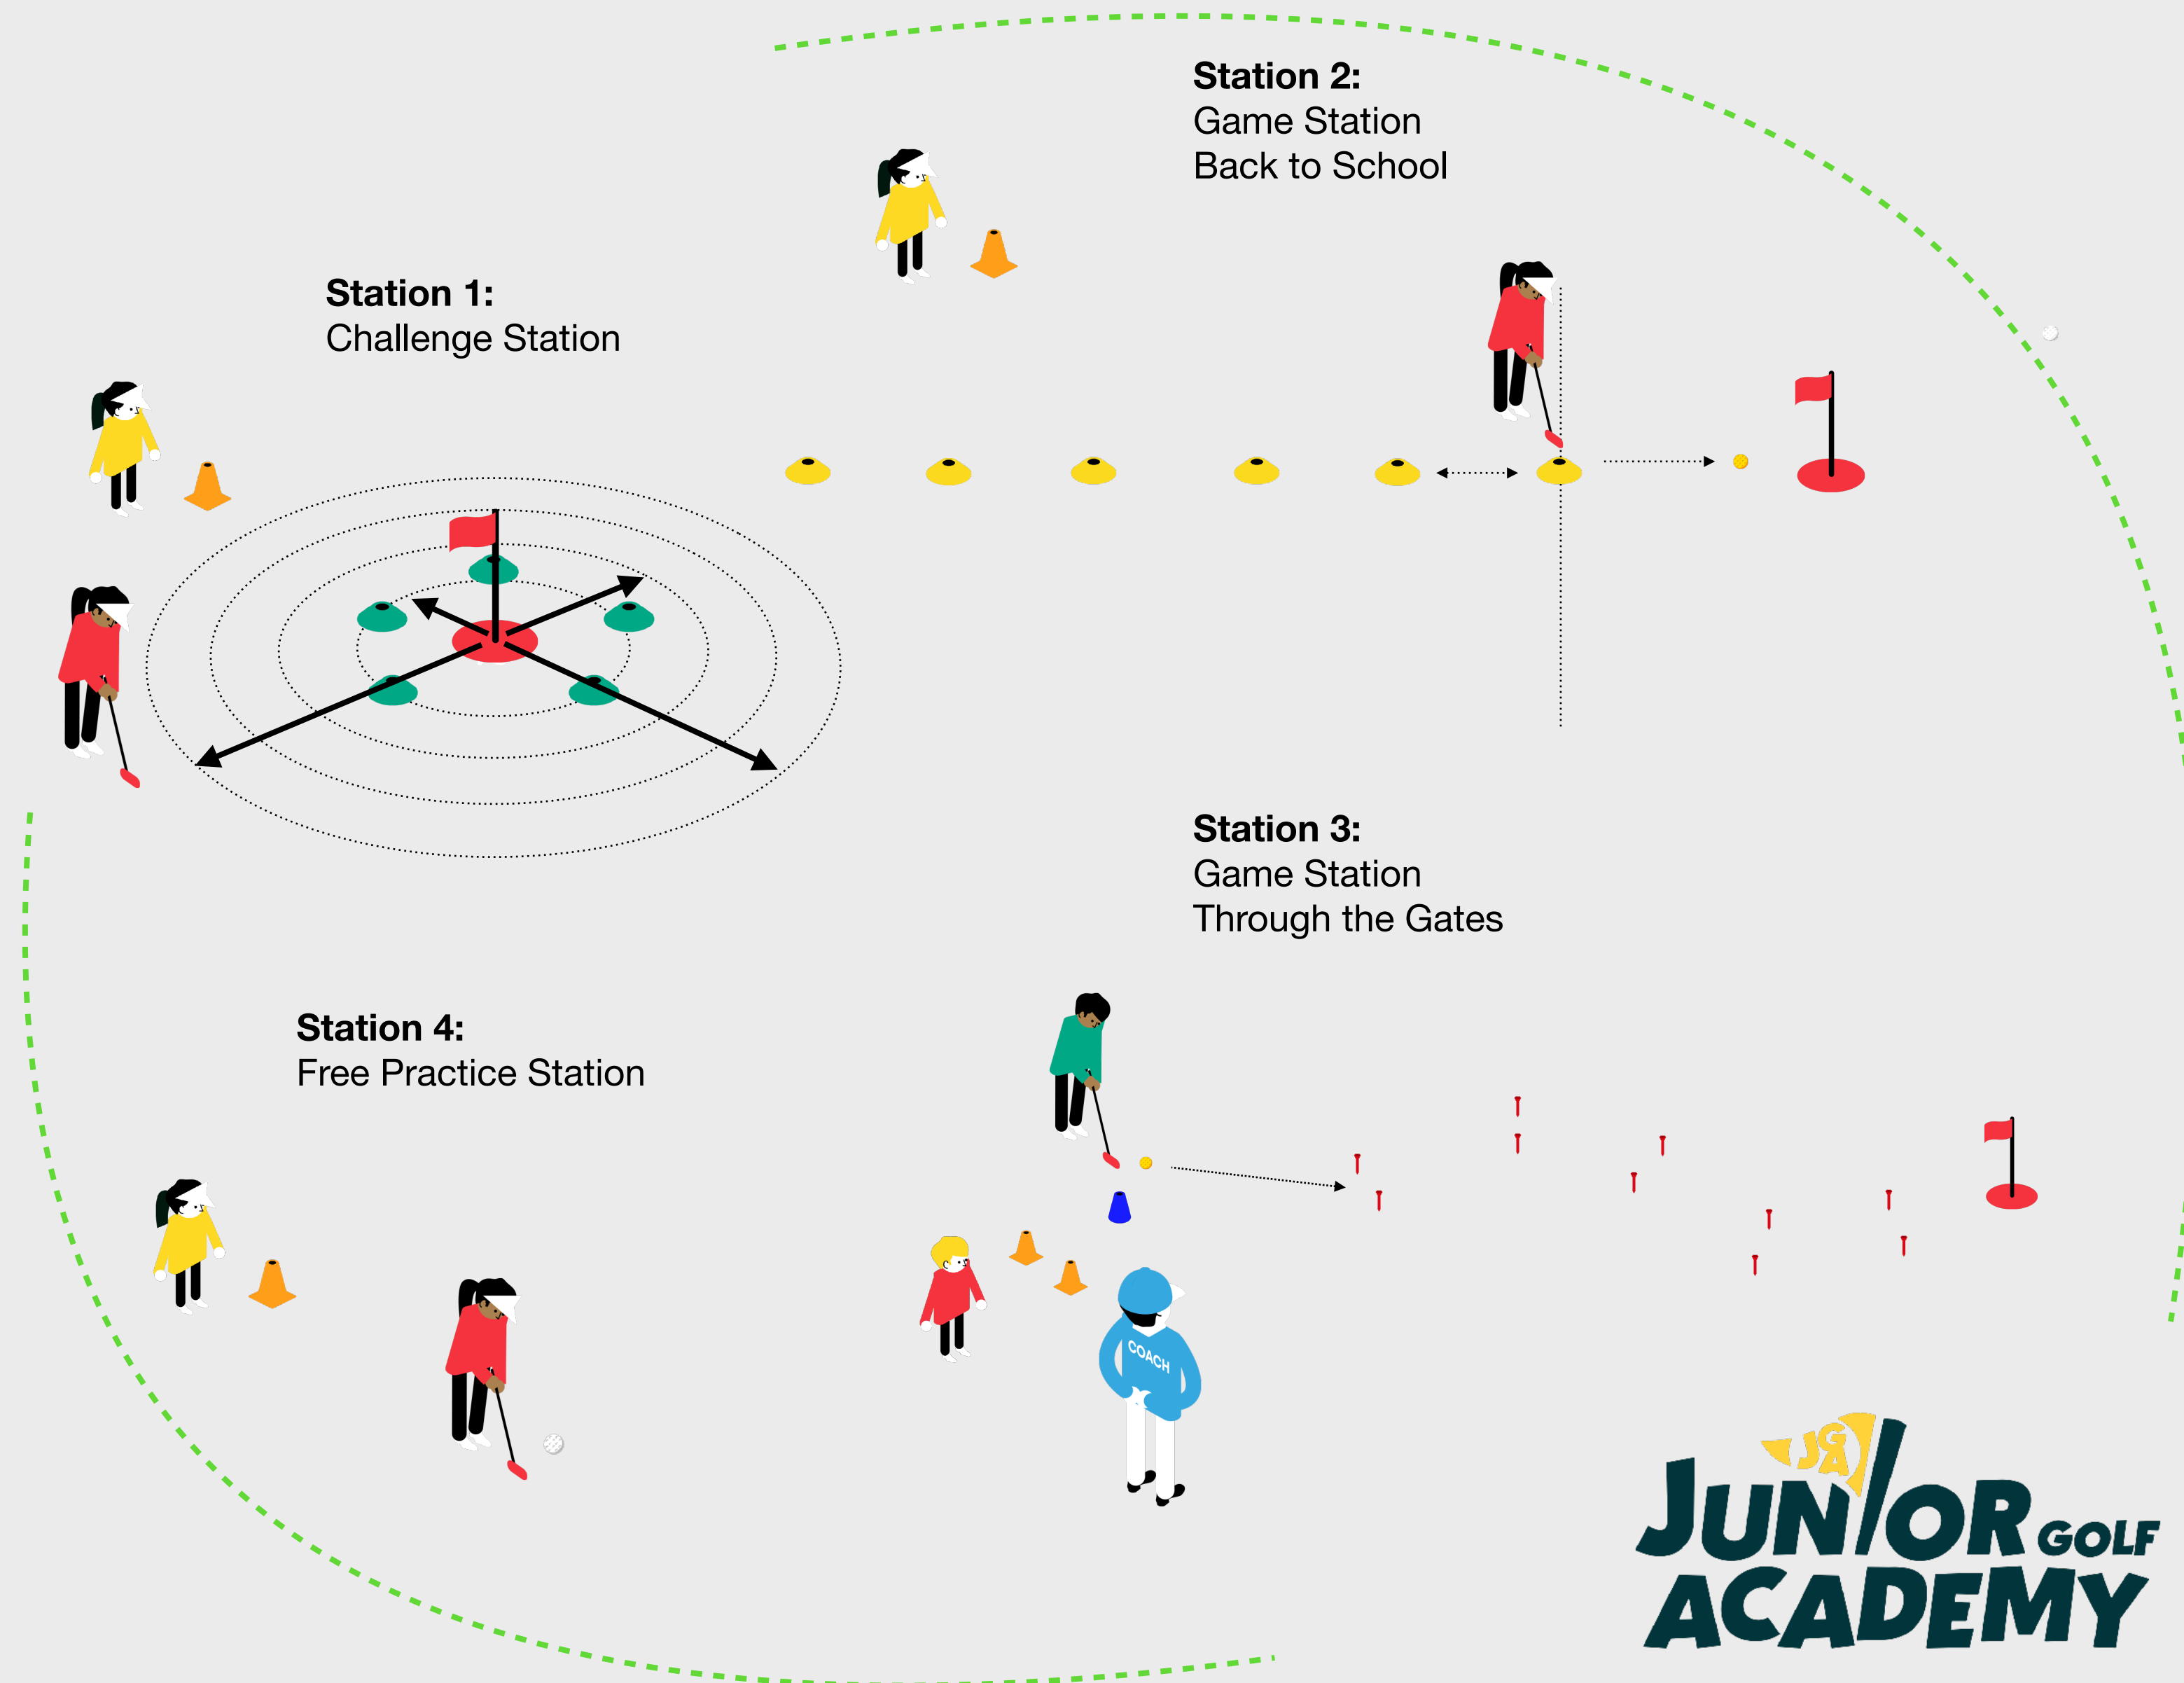 Station 2:
Game Station
Back to School
Station 1:
Challenge Station
Station 3:
Game Station
Through the Gates
Station 4:
Free Practice Station
COACH
JGA
JUNIOR GOLF
ACADEMY